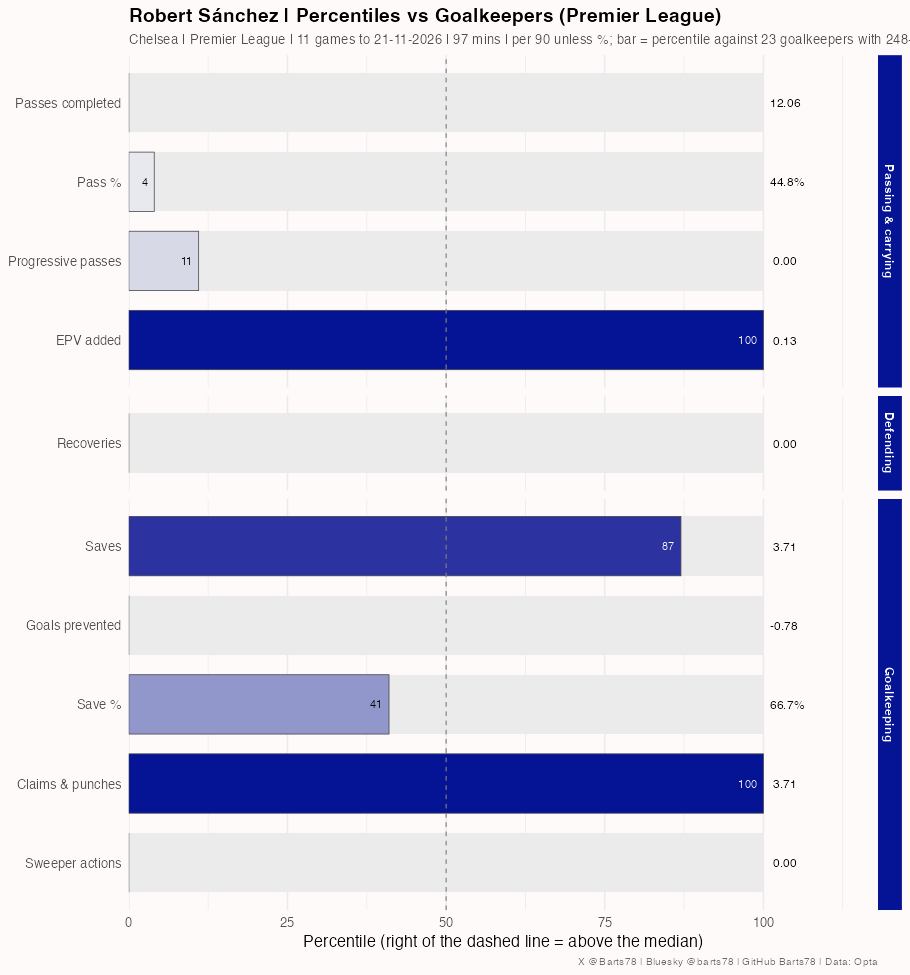 Robert Sánchez | Percentiles vs Goalkeepers (Premier League)
Chelsea | Premier League | 11 games to 21-11-2026 | 97 mins | per 90 unless %; bar = percentile against 23 goalkeepers with 248-
Passes completed 12.06
Pass % 4 44.8%
Progressive passes 11 0.00
EPV added 100 0.13
Passing & carrying
Recoveries 0.00
Defending
Saves 87 3.71
Goals prevented -0.78
Save % 41 66.7%
Claims & punches 100 3.71
Sweeper actions 0.00
Goalkeeping
0 25 50 75 100
Percentile (right of the dashed line = above the median)
X @Barts78 | Bluesky @barts78 | GitHub Barts78 | Data: Opta